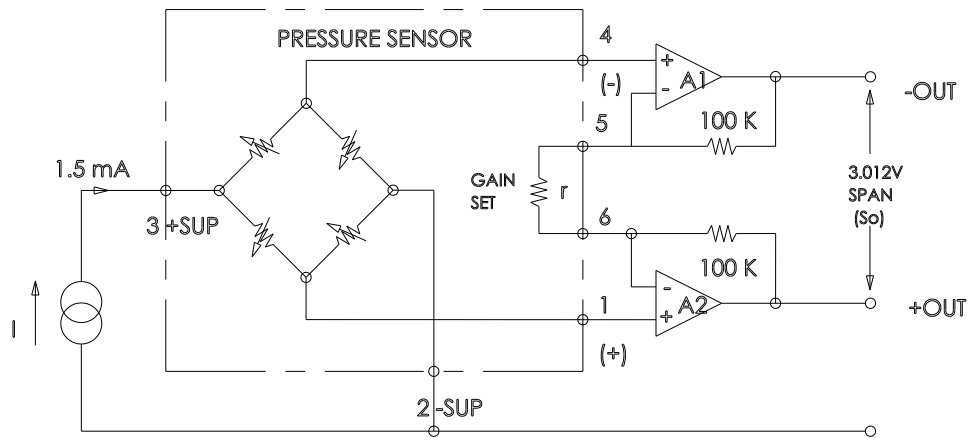 PRESSURE SENSOR
4
(-)
+
A1
-
-OUT
100 K
5
1.5 mA
GAIN
SET
r
3.012V
SPAN
(So)
3 +SUP
6
100 K
-
A2
+
+OUT
1
(+)
I
2 -SUP